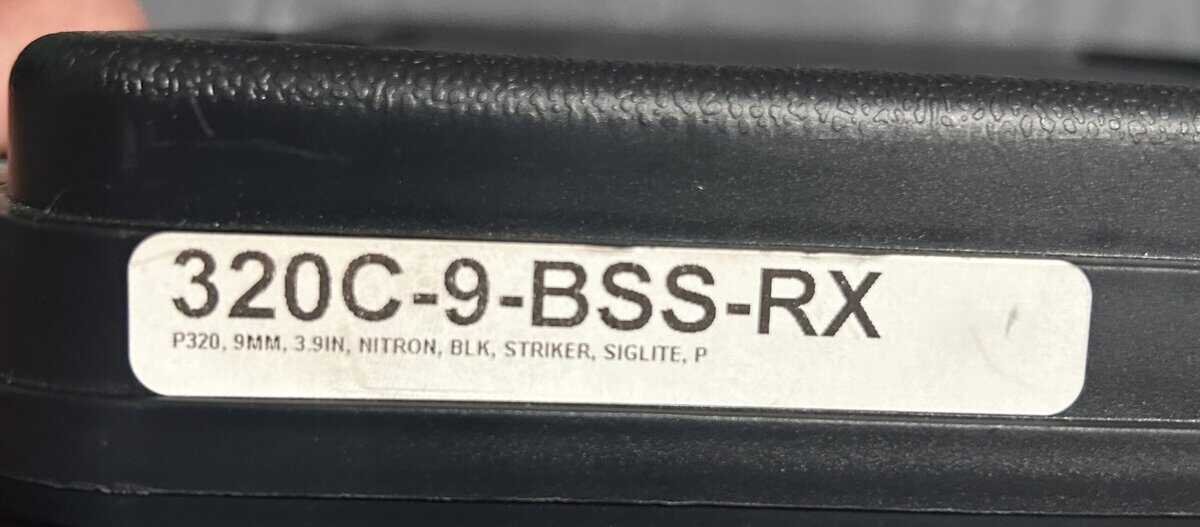 320C-9-BSS-RX
P320, 9MM, 3.9IN, NITRON, BLK, STRIKER, SIGLITE, P